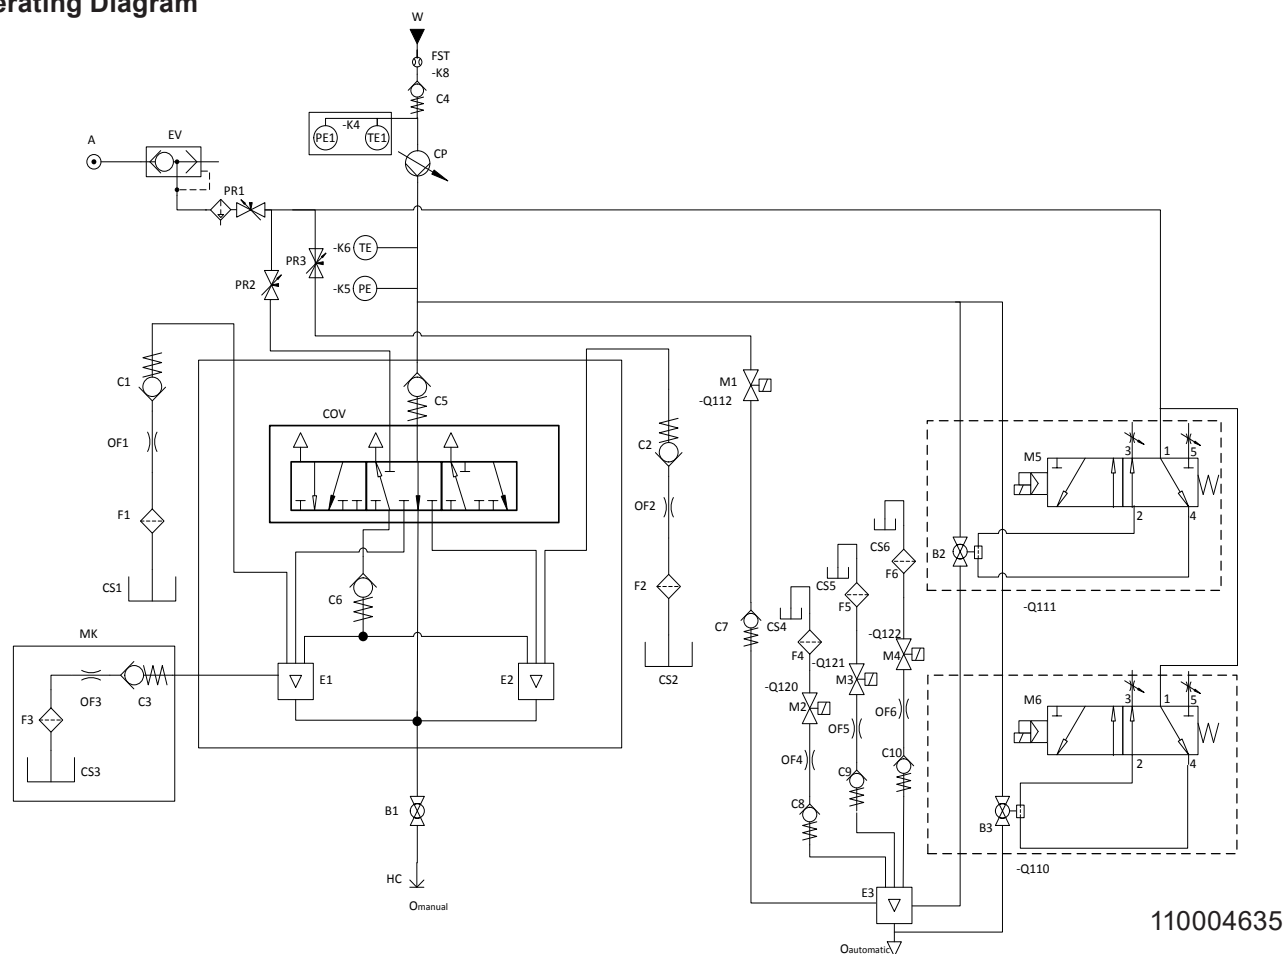 erating Diagram
W
FST
-K8
C4
-K4
PE1
TE1
CP
A
EV
PR1
-K6
TE
PR3
PR2
-K5
PE
C1
OF1
F1
CS1
COV
C5
C2
OF2
F2
CS2
C6
MK
E1
E2
F3
OF3
C3
CS3
B1
HC
Omanual
M1
-Q112
C7
CS4
F4
-Q120
M2
OF4
C8
CS5
F5
-Q121
M3
OF5
C9
CS6
F6
-Q122
M4
OF6
C10
E3
Oautomatic
M5
3
1
5
2
4
B2
-Q111
M6
3
1
5
2
4
B3
-Q110
110004635